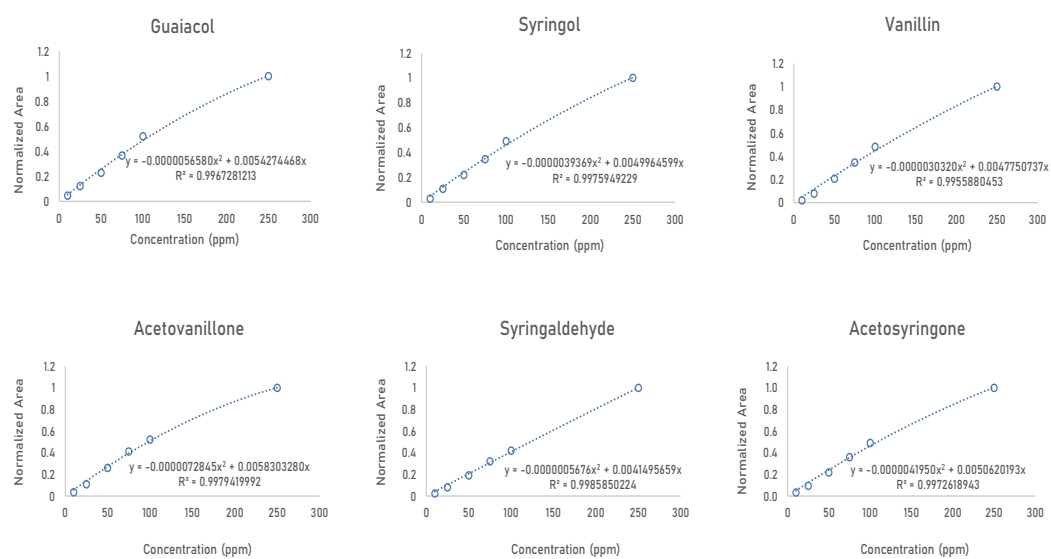 Guaiacol
Normalized Area
1.2
1
0.8
0.6
0.4
0.2
0
y = −0.0000056580x² + 0.0054274468x
R² = 0.9967281213
0 50 100 150 200 250 300
Concentration (ppm)
Syringol
Normalized Area
1.2
1
0.8
0.6
0.4
0.2
0
y = −0.0000039369x² + 0.0049964599x
R² = 0.9975949229
0 50 100 150 200 250 300
Concentration (ppm)
Vanillin
Normalized Area
1.2
1
0.8
0.6
0.4
0.2
0
y = −0.0000030320x² + 0.0047750737x
R² = 0.9955880453
0 50 100 150 200 250 300
Concentration (ppm)
Acetovanillone
Normalized Area
1.2
1
0.8
0.6
0.4
0.2
0.0
y = −0.0000072845x² + 0.0058303280x
R² = 0.9979419992
0 50 100 150 200 250 300
Concentration (ppm)
Syringaldehyde
Normalized Area
1.2
1
0.8
0.6
0.4
0.2
0.0
y = −0.0000005676x² + 0.0041495659x
R² = 0.9985850224
0 50 100 150 200 250 300
Concentration (ppm)
Acetosyringone
Normalized Area
1.2
1
0.8
0.6
0.4
0.2
0.0
y = −0.0000041950x² + 0.0050620193x
R² = 0.9972618943
0 50 100 150 200 250 300
Concentration (ppm)